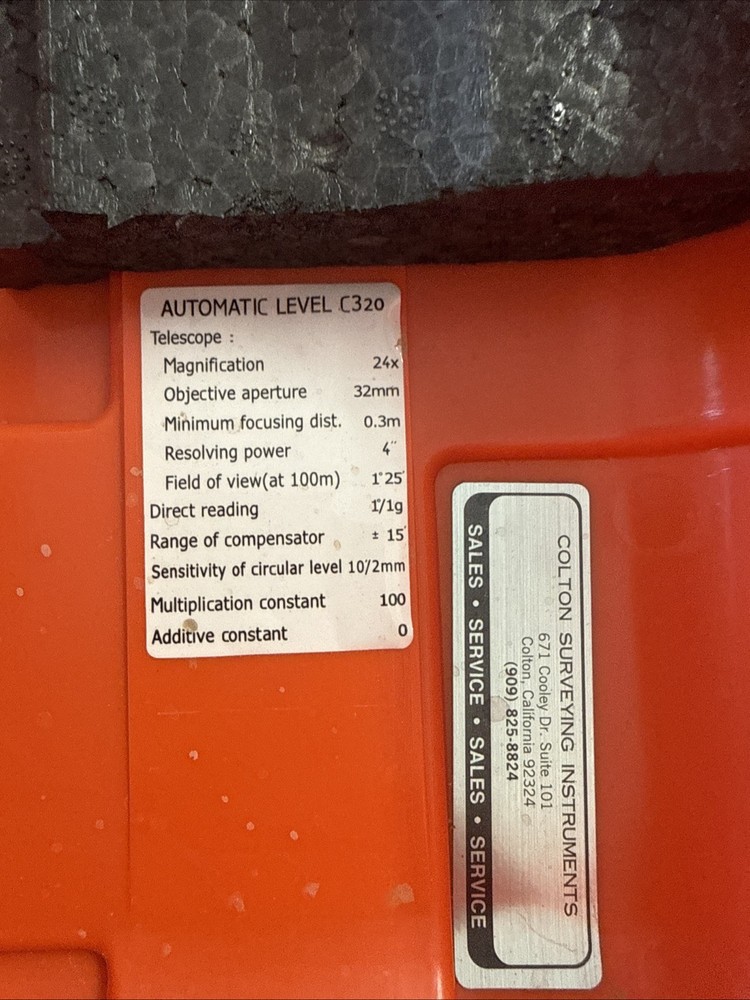 AUTOMATIC LEVEL C320
Telescope :
Magnification 24x
Objective aperture 32mm
Minimum focusing dist. 0.3m
Resolving power 4″
Field of view(at 100m) 1°25′
Direct reading 1°/1g
Range of compensator ± 15′
Sensitivity of circular level 10′/2mm
Multiplication constant 100
Additive constant 0
COLTON SURVEYING INSTRUMENTS
671 Cooley Dr. Suite 101
Colton, California 92324
(909) 825-8824
SALES • SERVICE • SALES • SERVICE